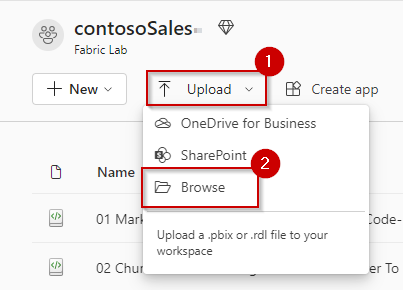 contosoSales
Fabric Lab
New
1
Upload
Create app
OneDrive for Business
SharePoint
2
Browse
Upload a .pbix or .rdl file to your
workspace
Name
01 Mark
Code-
02 Chu
er To